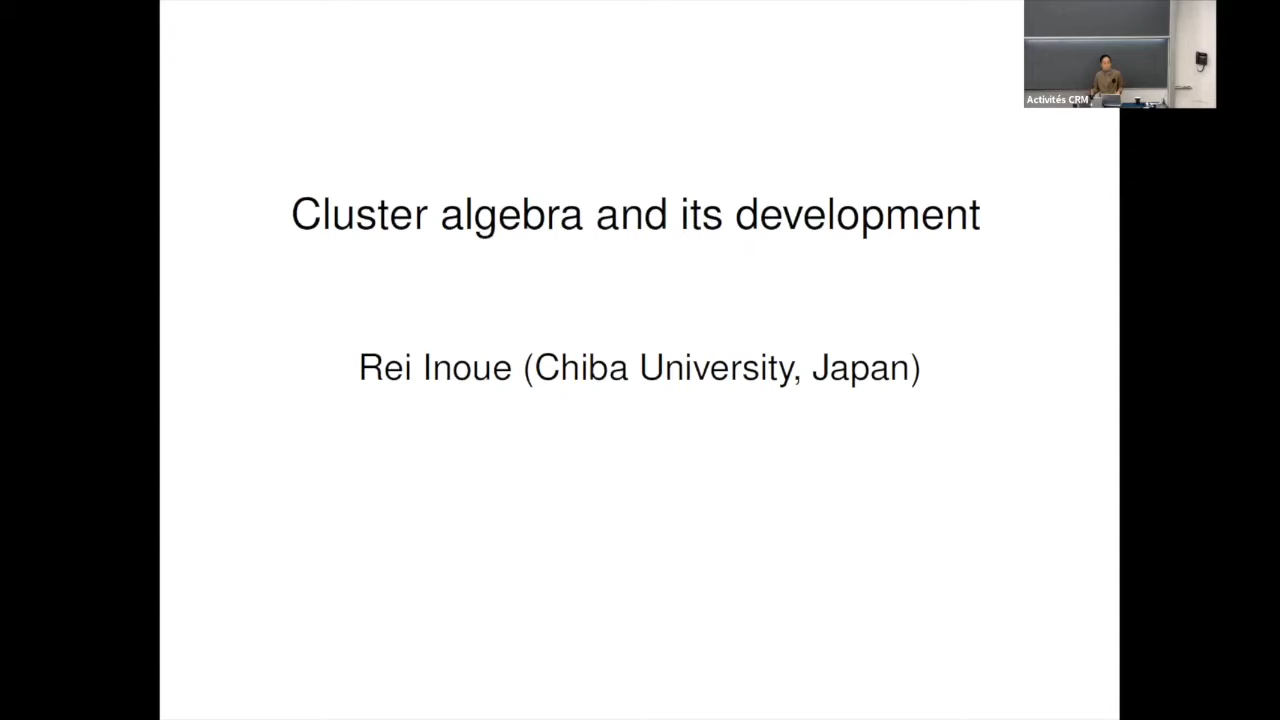 Cluster algebra and its development
Rei Inoue (Chiba University, Japan)
Activités CRM